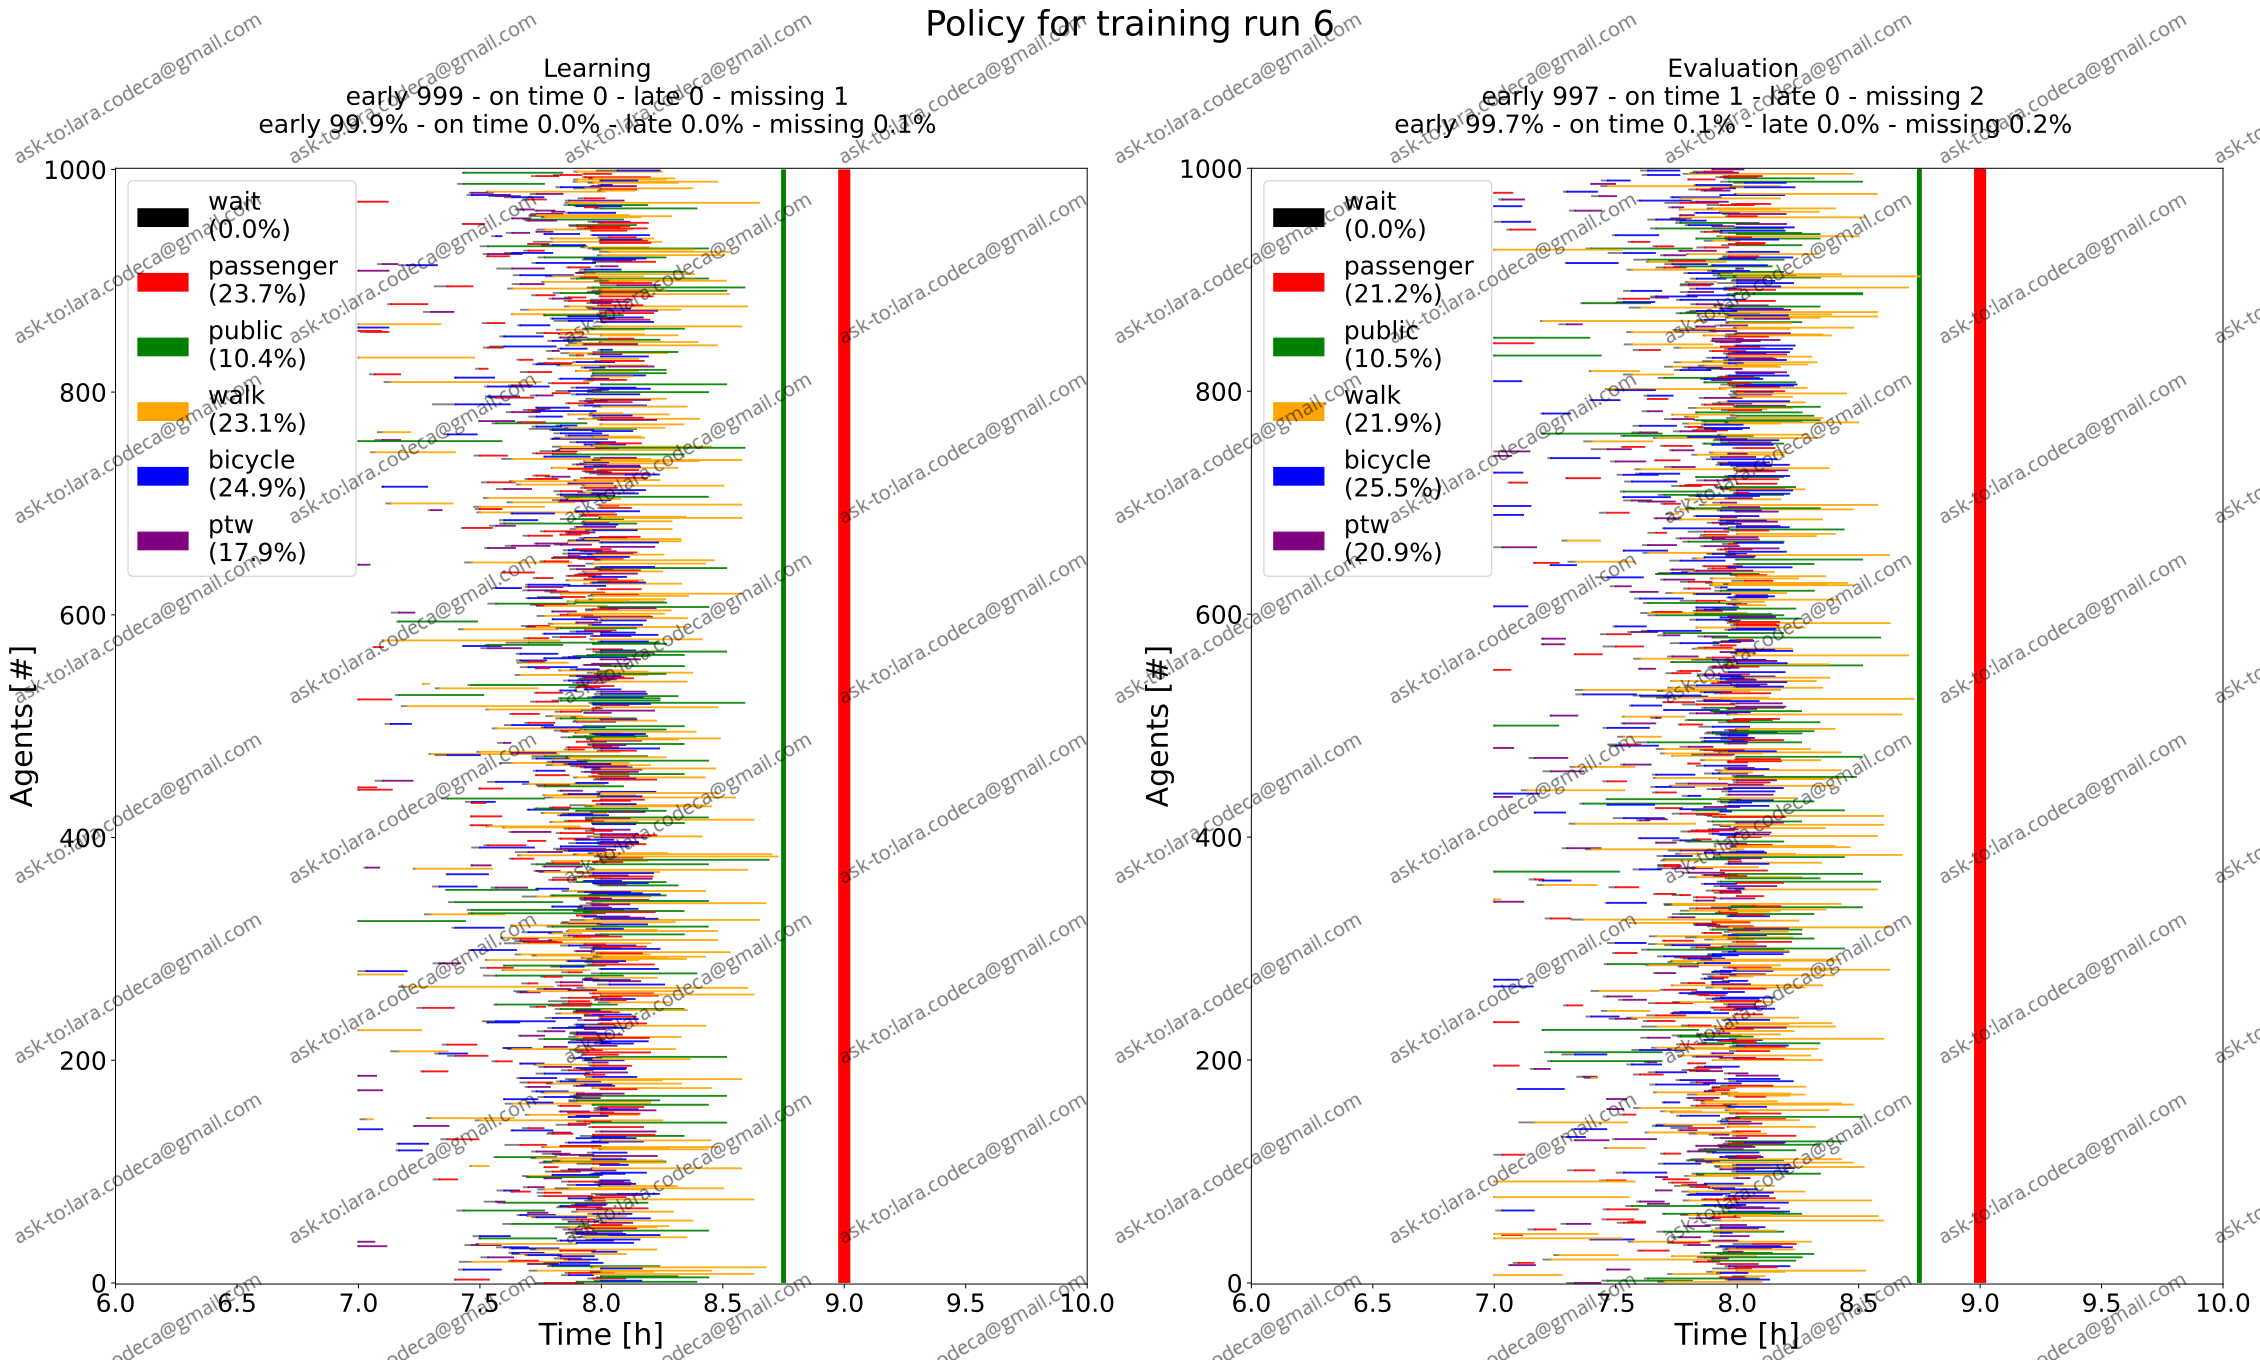 Policy for training run 6
Learning
early 999 - on time 0 - late 0 - missing 1
early 99.9% - on time 0.0% - late 0.0% - missing 0.1%
1000
800
600
400
200
0
Agents [#]
wait
(0.0%)
passenger
(23.7%)
public
(10.4%)
walk
(23.1%)
bicycle
(24.9%)
ptw
(17.9%)
6.0 6.5 7.0 7.5 8.0 8.5 9.0 9.5 10.0
Time [h]
Evaluation
early 997 - on time 1 - late 0 - missing 2
early 99.7% - on time 0.1% - late 0.0% - missing 0.2%
1000
800
600
400
200
0
Agents [#]
wait
(0.0%)
passenger
(21.2%)
public
(10.5%)
walk
(21.9%)
bicycle
(25.5%)
ptw
(20.9%)
6.0 6.5 7.0 7.5 8.0 8.5 9.0 9.5 10.0
Time [h]
ask-to:lara.codeca@gmail.com